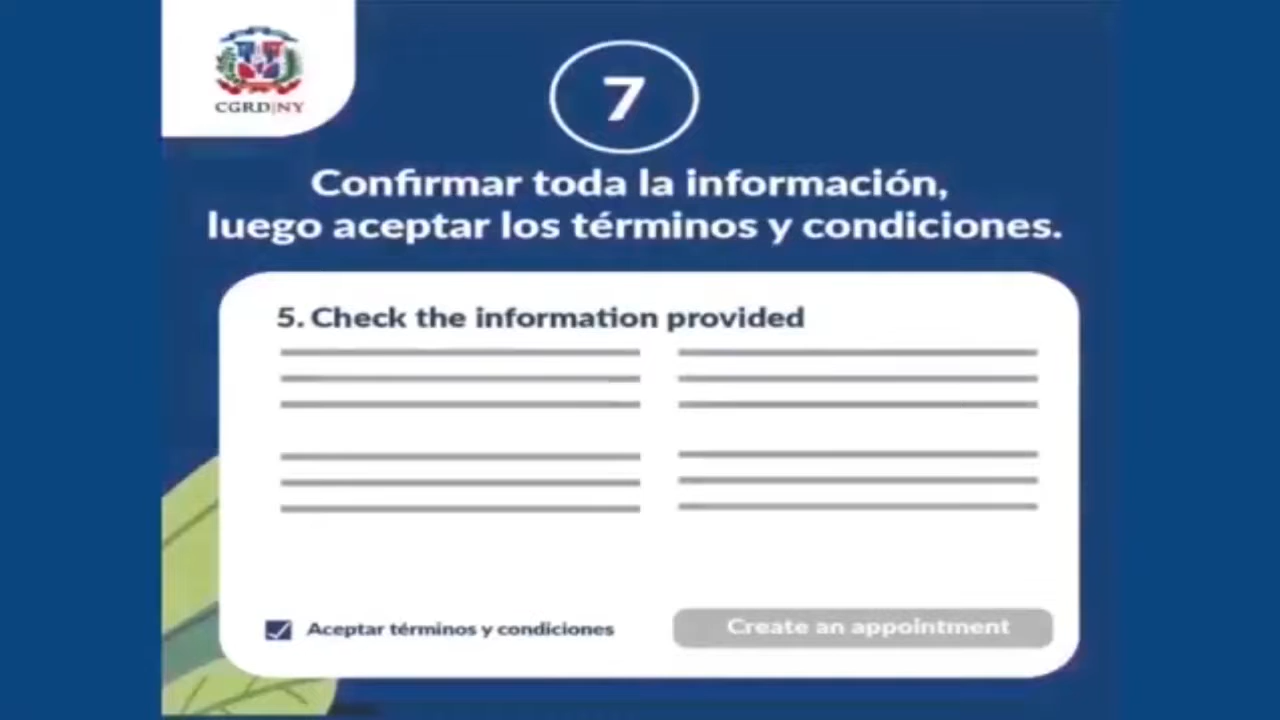 CGRD|NY
7
Confirmar toda la información,
luego aceptar los términos y condiciones.
5. Check the information provided
Aceptar términos y condiciones
Create an appointment